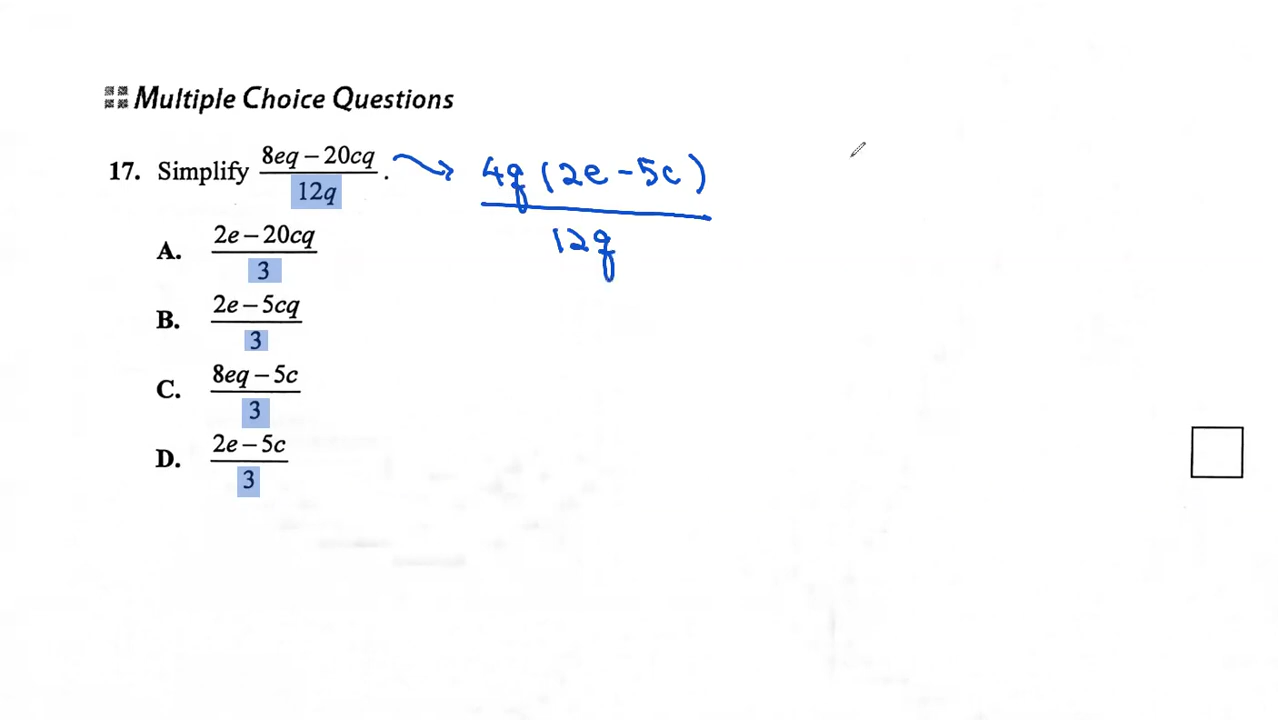 Multiple Choice Questions
17. Simplify (8eq – 20cq)/(12q) . 4q(2e – 5c)/(12q)
A. (2e – 20cq)/3
B. (2e – 5cq)/3
C. (8eq – 5c)/3
D. (2e – 5c)/3